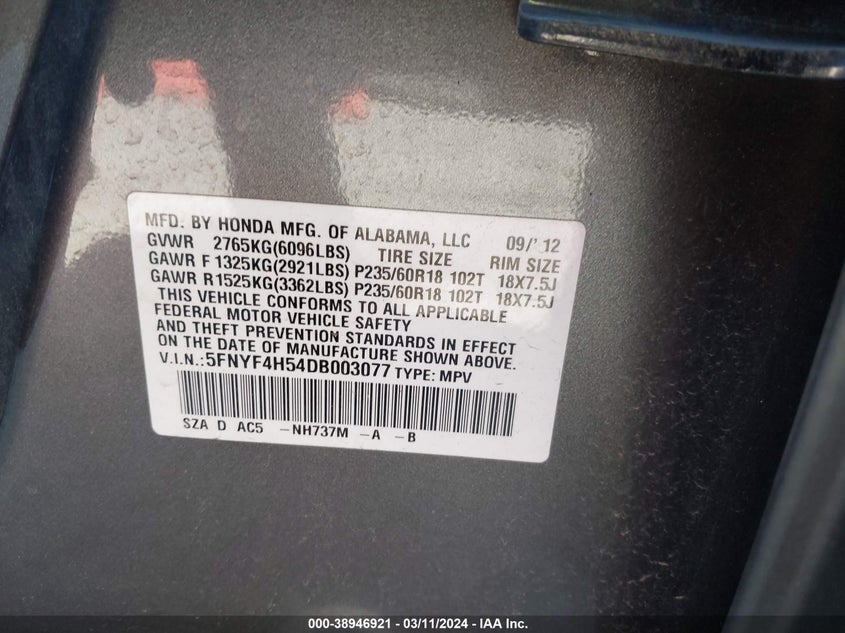 MFD. BY HONDA MFG. OF ALABAMA, LLC 09/'12
GVWR 2765KG(6096LBS) TIRE SIZE RIM SIZE
GAWR F 1325KG(2921LBS) P235/60R18 102T 18X7.5J
GAWR R1525KG(3362LBS) P235/60R18 102T 18X7.5J
THIS VEHICLE CONFORMS TO ALL APPLICABLE
FEDERAL MOTOR VEHICLE SAFETY
AND THEFT PREVENTION STANDARDS IN EFFECT
ON THE DATE OF MANUFACTURE SHOWN ABOVE.
V.I.N.:5FNYF4H54DB003077 TYPE: MPV
SZA D AC5 -NH737M -A -B
000-38946921 - 03/11/2024 - IAA Inc.